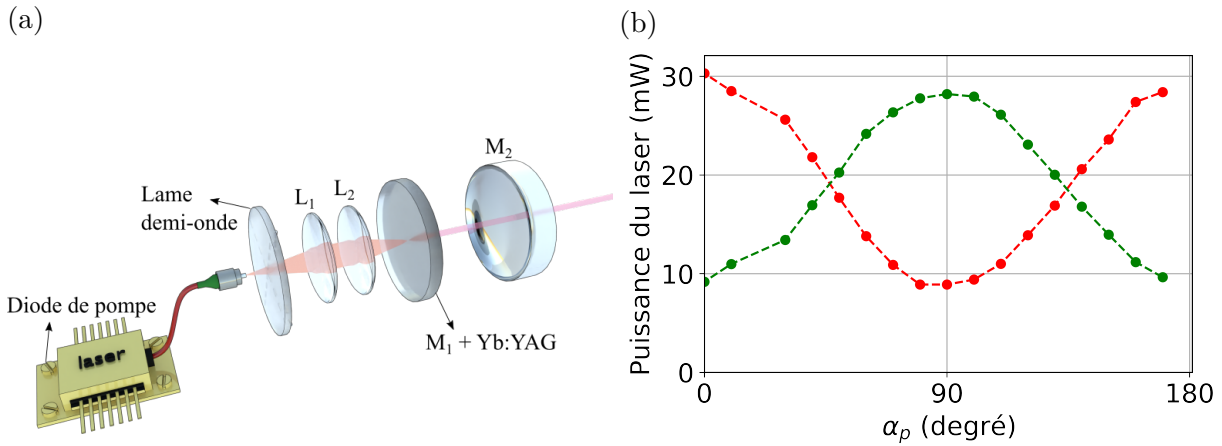 (a)
Lame
demi-onde
L1
L2
M2
Diode de pompe
laser
M1 + Yb:YAG
(b)
Puissance du laser (mW)
30
20
10
0
0
90
180
αp (degré)